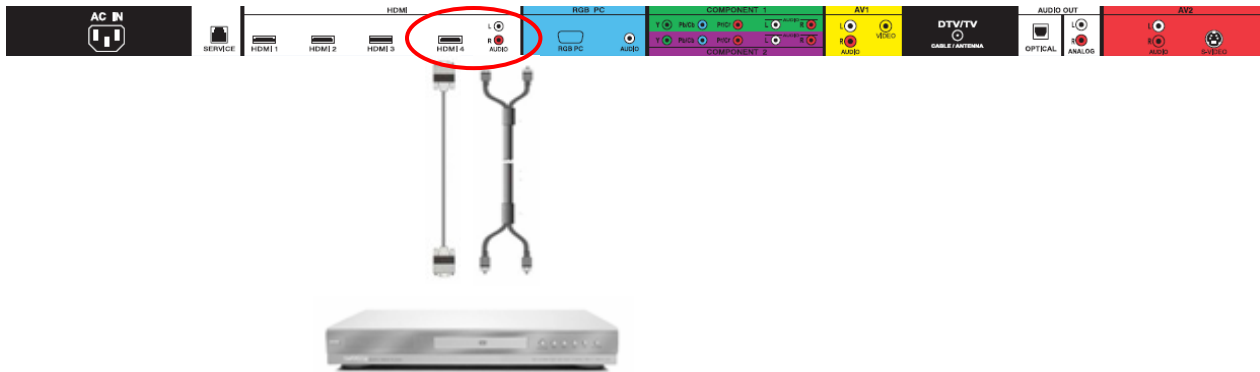 AC IN
SERVICE
HDMI
HDMI 1
HDMI 2
HDMI 3
HDMI 4
L
R
AUDIO
RGB PC
RGB PC
AUDIO
COMPONENT 1
Y Pb/Cb Pr/Cr L AUDIO R
Y Pb/Cb Pr/Cr L AUDIO R
COMPONENT 2
AV1
L
R
VIDEO
AUDIO
DTV/TV
CABLE / ANTENNA
AUDIO OUT
OPTICAL
L
R
ANALOG
AV2
L
R
AUDIO
S-VIDEO